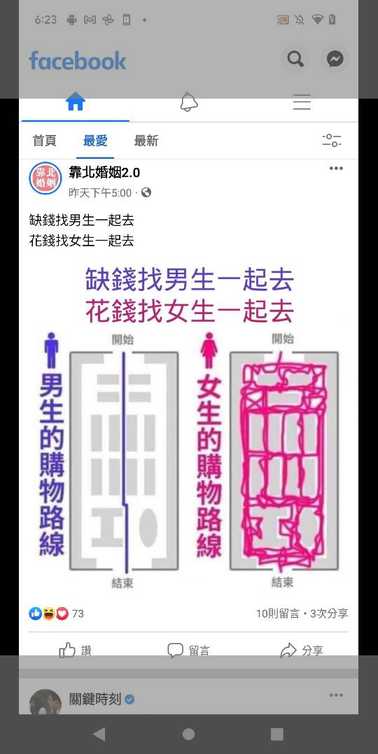 6:23
facebook
首頁 最愛 最新
靠北
婚姻
靠北婚姻2.0
昨天下午5:00
缺錢找男生一起去
花錢找女生一起去
缺錢找男生一起去
花錢找女生一起去
開始
男生的購物路線
結束
開始
女生的購物路線
結束
73
10則留言·3次分享
讚 留言 分享
關鍵時刻